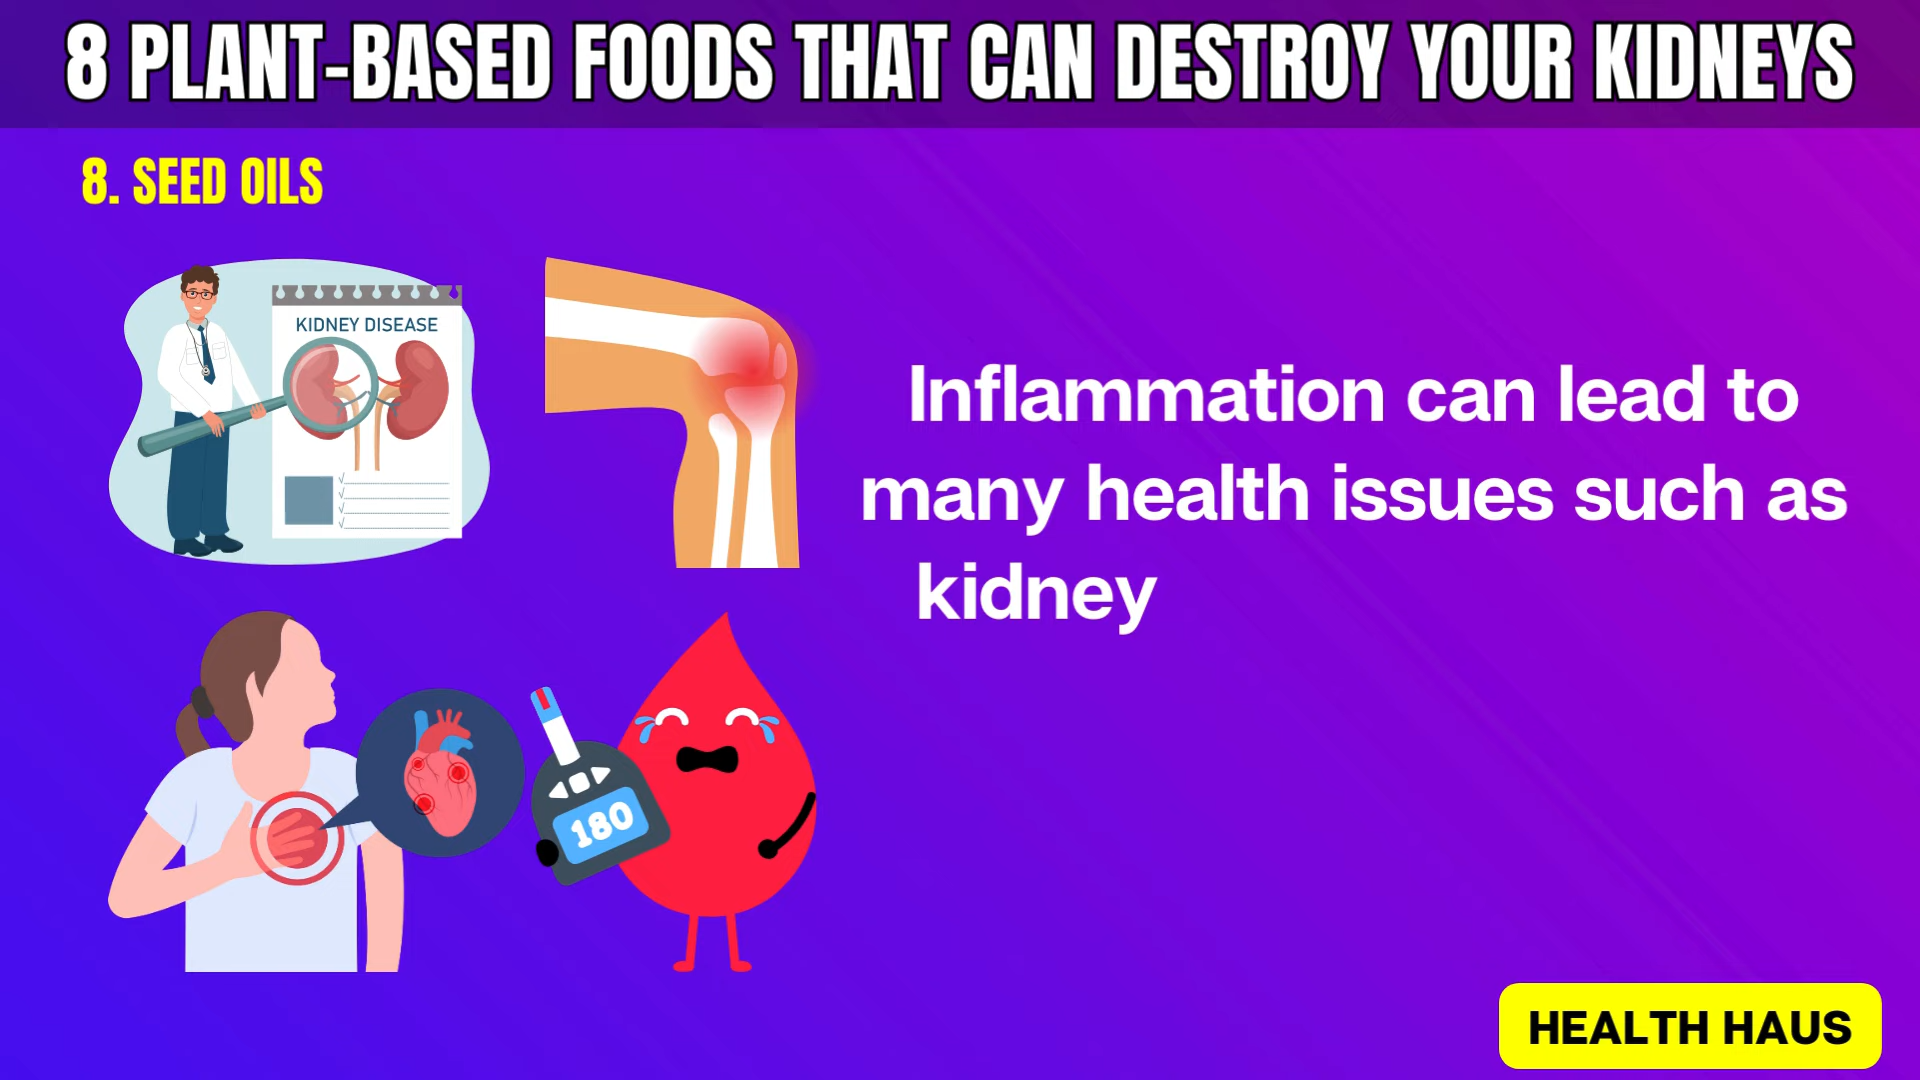 8 PLANT-BASED FOODS THAT CAN DESTROY YOUR KIDNEYS
8. SEED OILS
KIDNEY DISEASE
Inflammation can lead to
many health issues such as
kidney
180
HEALTH HAUS